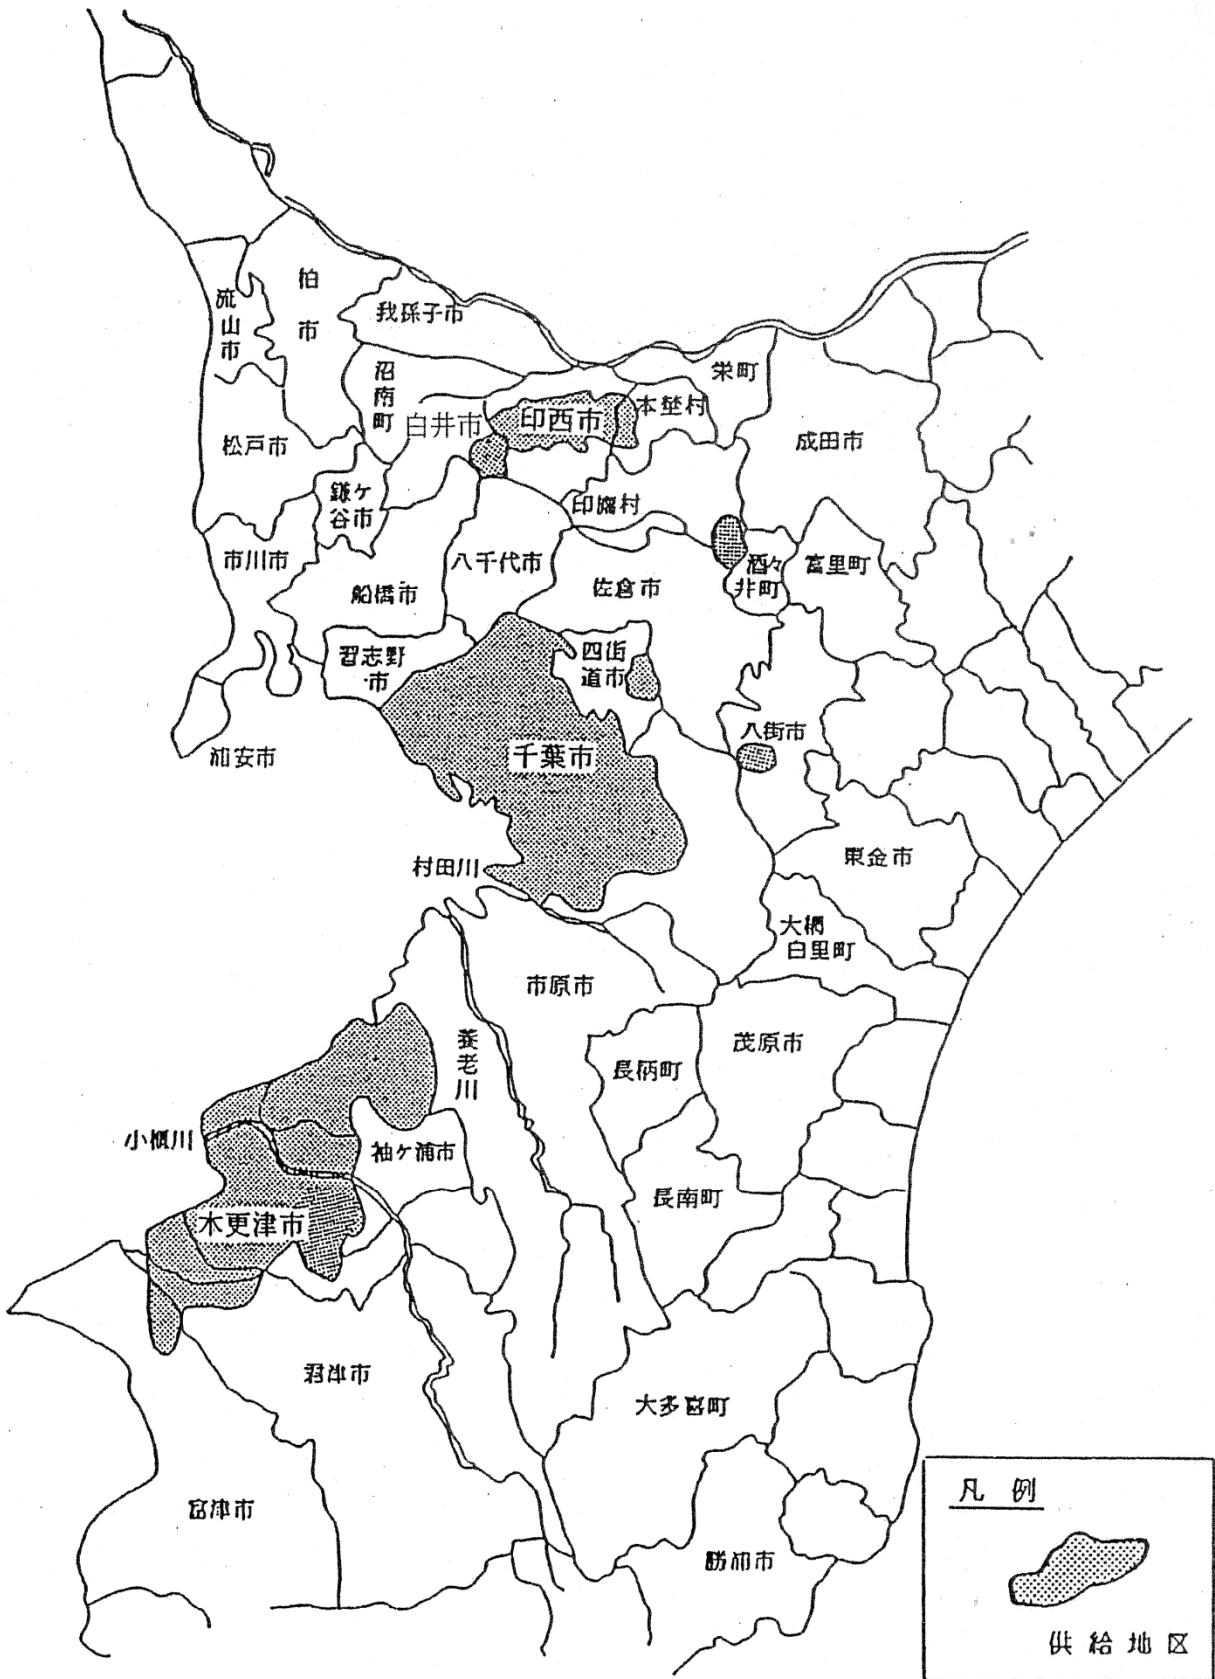 柏
市
流
山
市
我孫子市
沼
南
町
栄町
本埜村
印西市
白井市
成田市
松戸市
鎌ケ
谷市
印旛村
市川市
船橋市
八千代市
佐倉市
酒々
井町
富里町
習志野
市
四街
道市
浦安市
千葉市
八街市
村田川
東金市
大網
白里町
市原市
養
老
川
長柄町
茂原市
小櫃川
袖ケ浦市
木更津市
長南町
君津市
大多喜町
富津市
勝浦市
凡例
供給地区